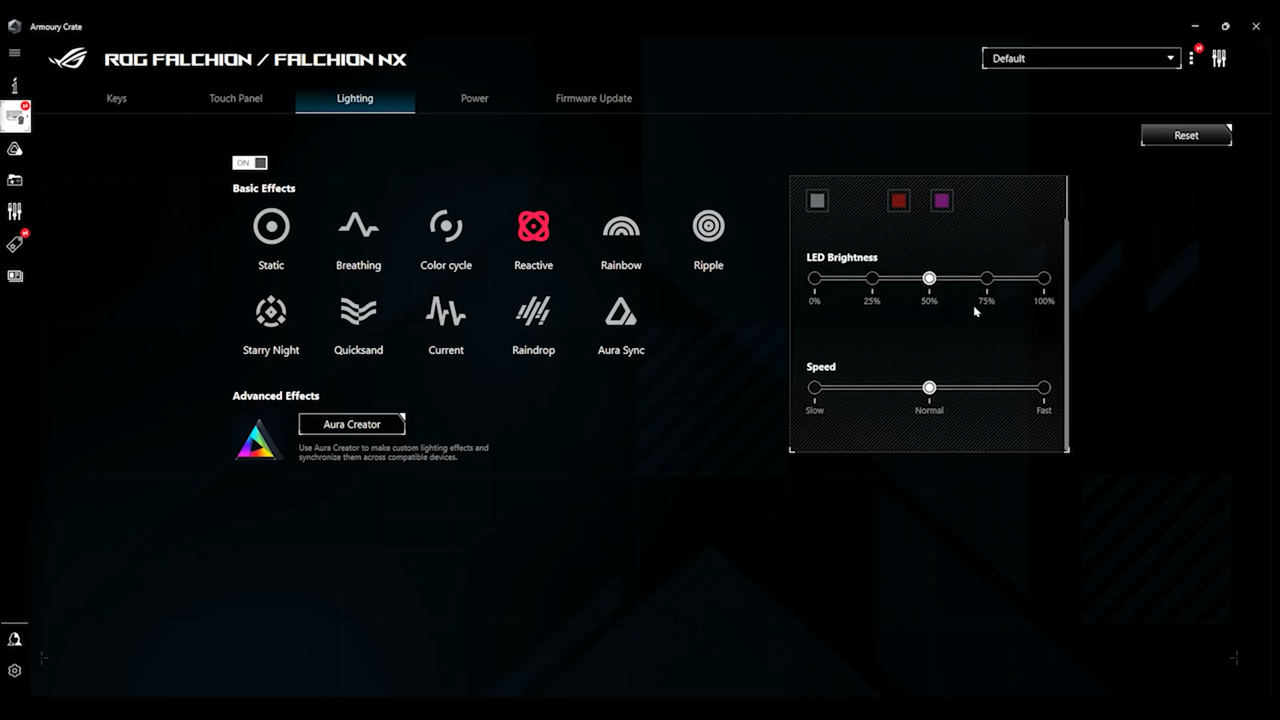 Armoury Crate
ROG FALCHION / FALCHION NX
Default
Keys
Touch Panel
Lighting
Power
Firmware Update
Reset
ON
Basic Effects
Static
Breathing
Color cycle
Reactive
Rainbow
Ripple
Starry Night
Quicksand
Current
Raindrop
Aura Sync
Advanced Effects
Aura Creator
Use Aura Creator to make custom lighting effects and
synchronize them across compatible devices.
LED Brightness
0%
25%
50%
75%
100%
Speed
Slow
Normal
Fast